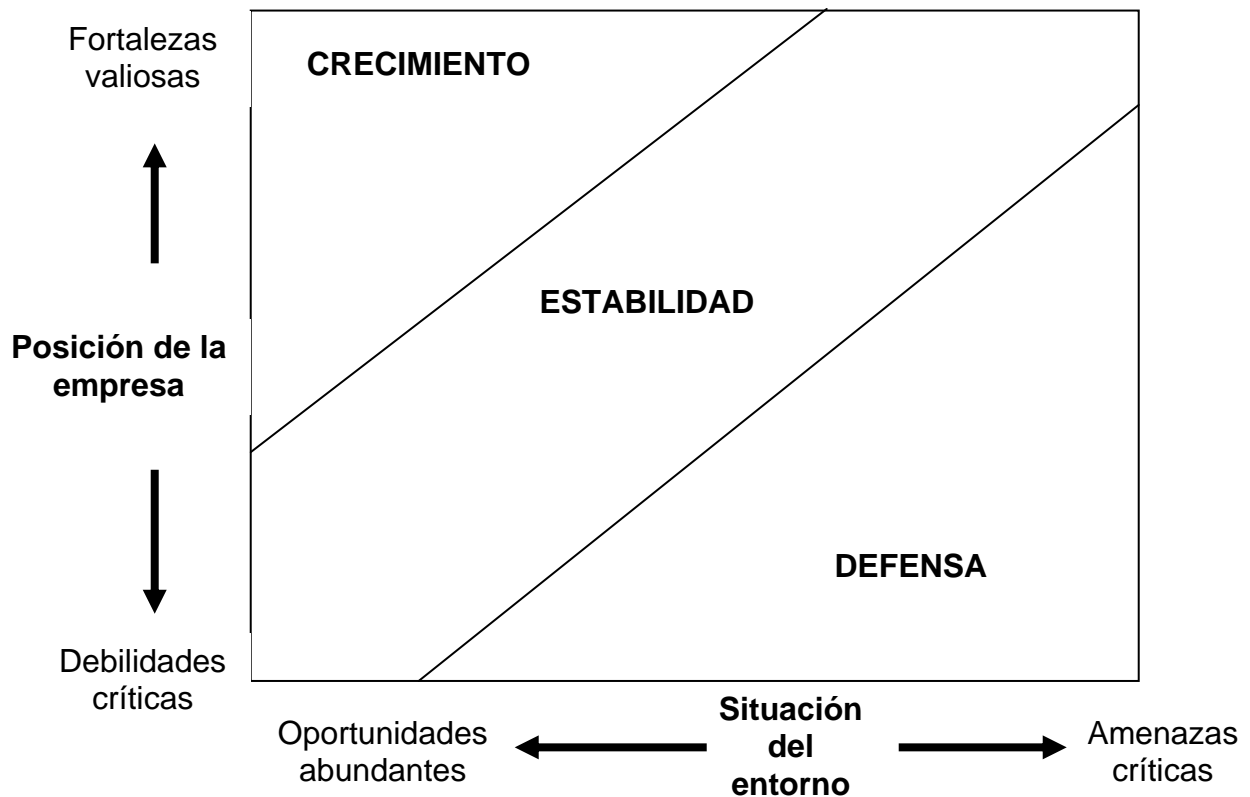 Fortalezas
valiosas
CRECIMIENTO
ESTABILIDAD
Posición de la
empresa
DEFENSA
Debilidades
críticas
Oportunidades
abundantes
Situación
del
entorno
Amenazas
críticas